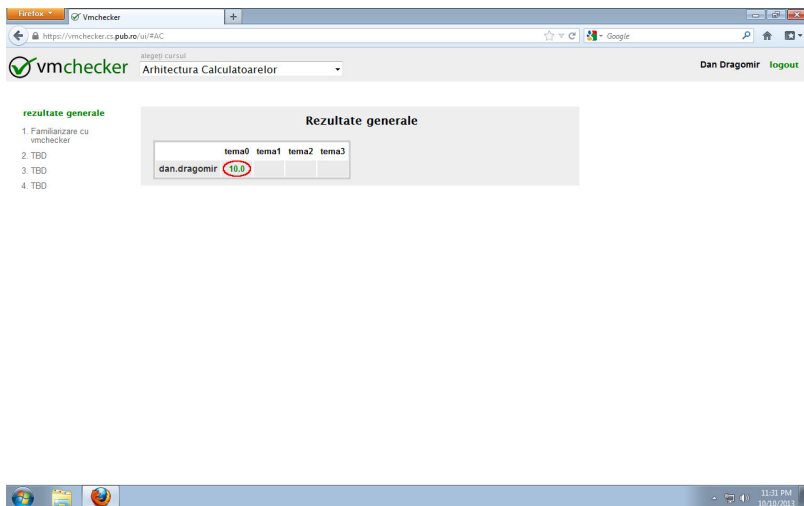 Firefox
Vmchecker
https://vmchecker.cs.pub.ro/ui/#AC
Google
vmchecker
alegeți cursul
Arhitectura Calculatoarelor
Dan Dragomir logout
rezultate generale
1. Familiarizare cu
vmchecker
2. TBD
3. TBD
4. TBD
Rezultate generale
tema0 tema1 tema2 tema3
dan.dragomir 10.0
11:31 PM
10/10/2013